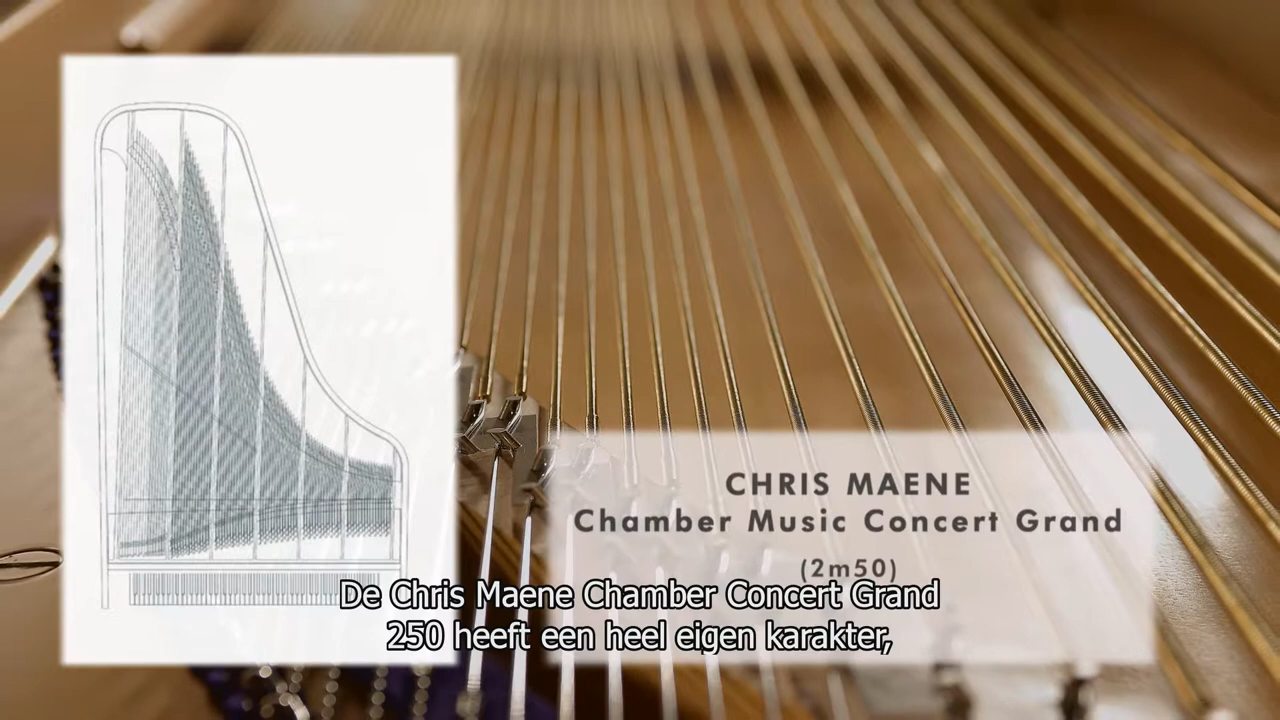 CHRIS MAENE
Chamber Music Concert Grand
(2m50)
De Chris Maene Chamber Concert Grand
250 heeft een heel eigen karakter,